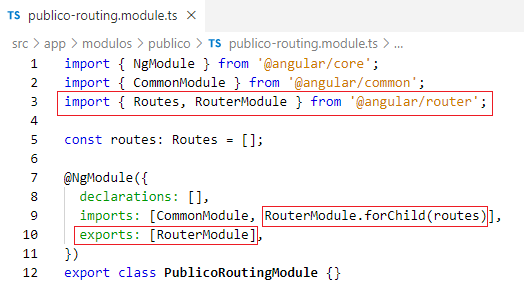 TS publico-routing.module.ts ×
src > app > modulos > publico > TS publico-routing.module.ts > ...
1 import { NgModule } from '@angular/core';
2 import { CommonModule } from '@angular/common';
3 import { Routes, RouterModule } from '@angular/router';
4
5 const routes: Routes = [];
6
7 @NgModule({
8 declarations: [],
9 imports: [CommonModule, RouterModule.forChild(routes)],
10 exports: [RouterModule],
11 })
12 export class PublicoRoutingModule {}